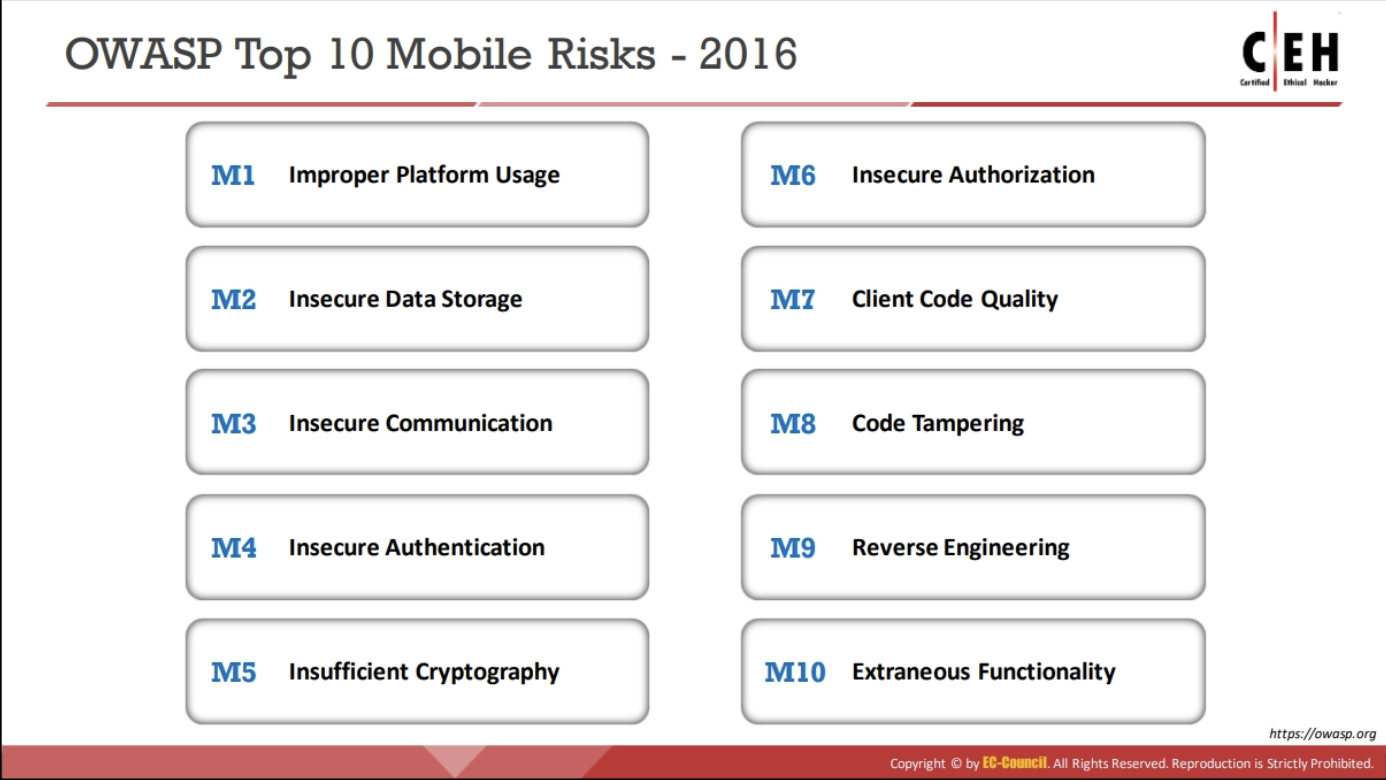 OWASP Top 10 Mobile Risks - 2016
C|EH
Certified Ethical Hacker
M1 Improper Platform Usage
M2 Insecure Data Storage
M3 Insecure Communication
M4 Insecure Authentication
M5 Insufficient Cryptography
M6 Insecure Authorization
M7 Client Code Quality
M8 Code Tampering
M9 Reverse Engineering
M10 Extraneous Functionality
https://owasp.org
Copyright © by EC-Council. All Rights Reserved. Reproduction is Strictly Prohibited.